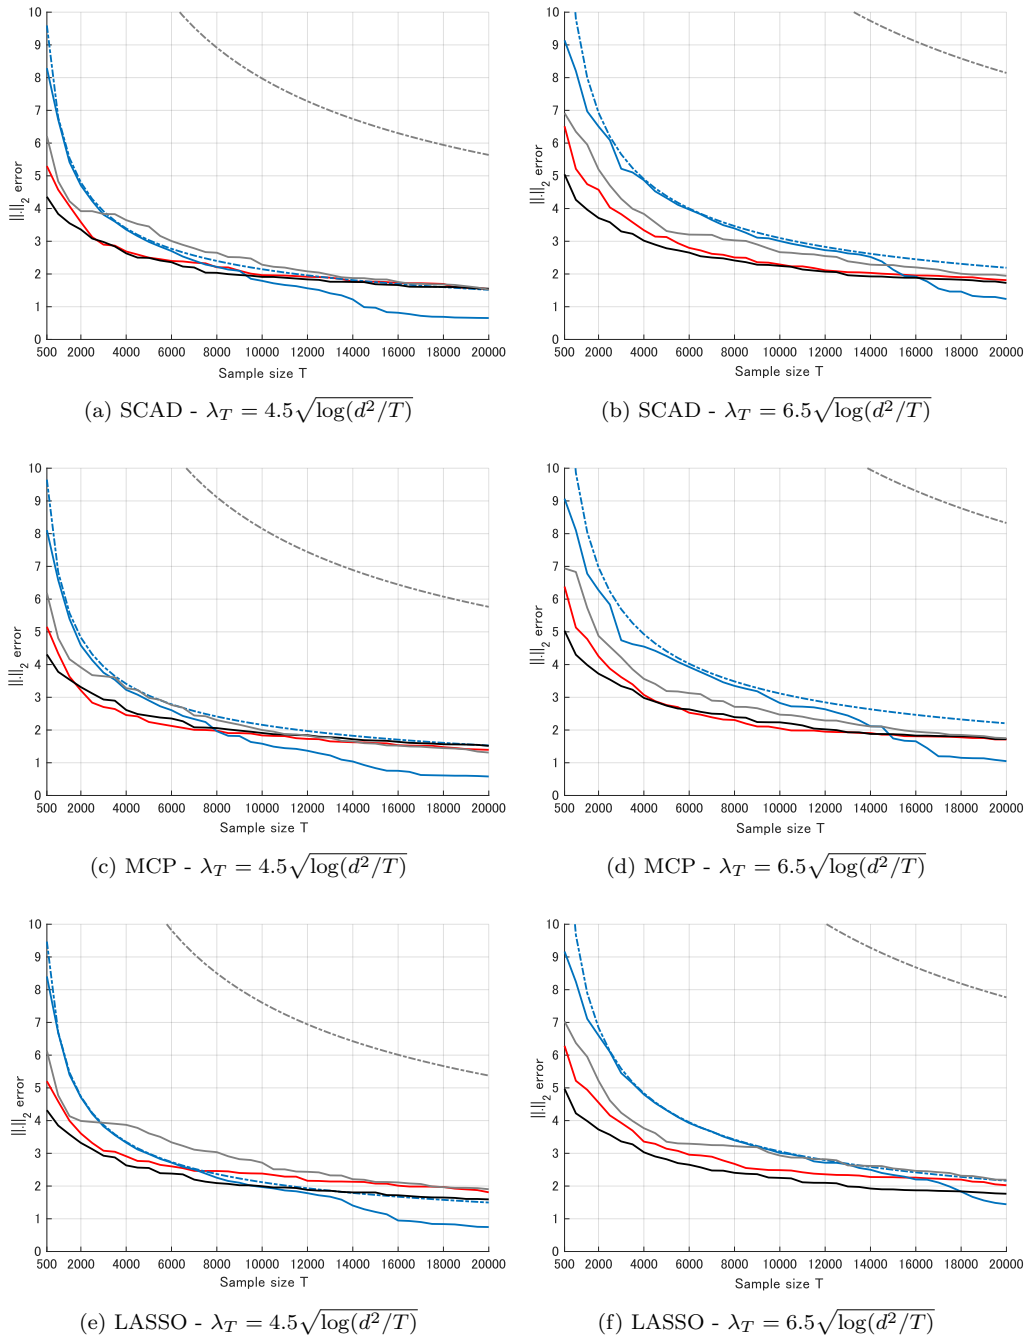 10
9
8
7
6
5
4
3
2
1
0
||.||₂ error
500 2000 4000 6000 8000 10000 12000 14000 16000 18000 20000
Sample size T
(a) SCAD - λ_T = 4.5√log(d²/T)
10
9
8
7
6
5
4
3
2
1
0
||.||₂ error
500 2000 4000 6000 8000 10000 12000 14000 16000 18000 20000
Sample size T
(b) SCAD - λ_T = 6.5√log(d²/T)
10
9
8
7
6
5
4
3
2
1
0
||.||₂ error
500 2000 4000 6000 8000 10000 12000 14000 16000 18000 20000
Sample size T
(c) MCP - λ_T = 4.5√log(d²/T)
10
9
8
7
6
5
4
3
2
1
0
||.||₂ error
500 2000 4000 6000 8000 10000 12000 14000 16000 18000 20000
Sample size T
(d) MCP - λ_T = 6.5√log(d²/T)
10
9
8
7
6
5
4
3
2
1
0
||.||₂ error
500 2000 4000 6000 8000 10000 12000 14000 16000 18000 20000
Sample size T
(e) LASSO - λ_T = 4.5√log(d²/T)
10
9
8
7
6
5
4
3
2
1
0
||.||₂ error
500 2000 4000 6000 8000 10000 12000 14000 16000 18000 20000
Sample size T
(f) LASSO - λ_T = 6.5√log(d²/T)